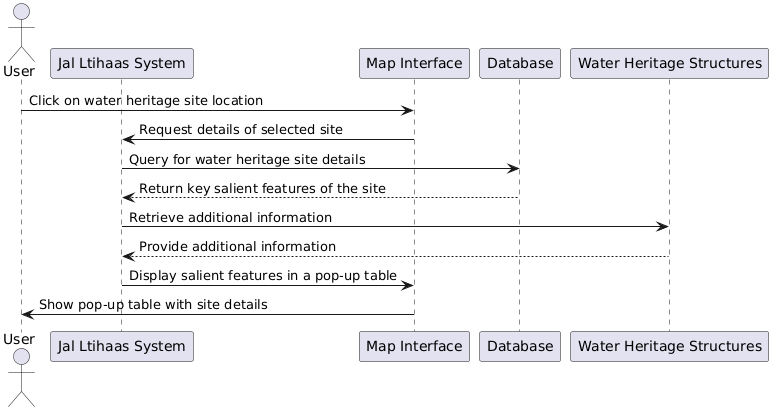 User
Jal Ltihaas System
Map Interface
Database
Water Heritage Structures
Click on water heritage site location
Request details of selected site
Query for water heritage site details
Return key salient features of the site
Retrieve additional information
Provide additional information
Display salient features in a pop-up table
Show pop-up table with site details
User
Jal Ltihaas System
Map Interface
Database
Water Heritage Structures